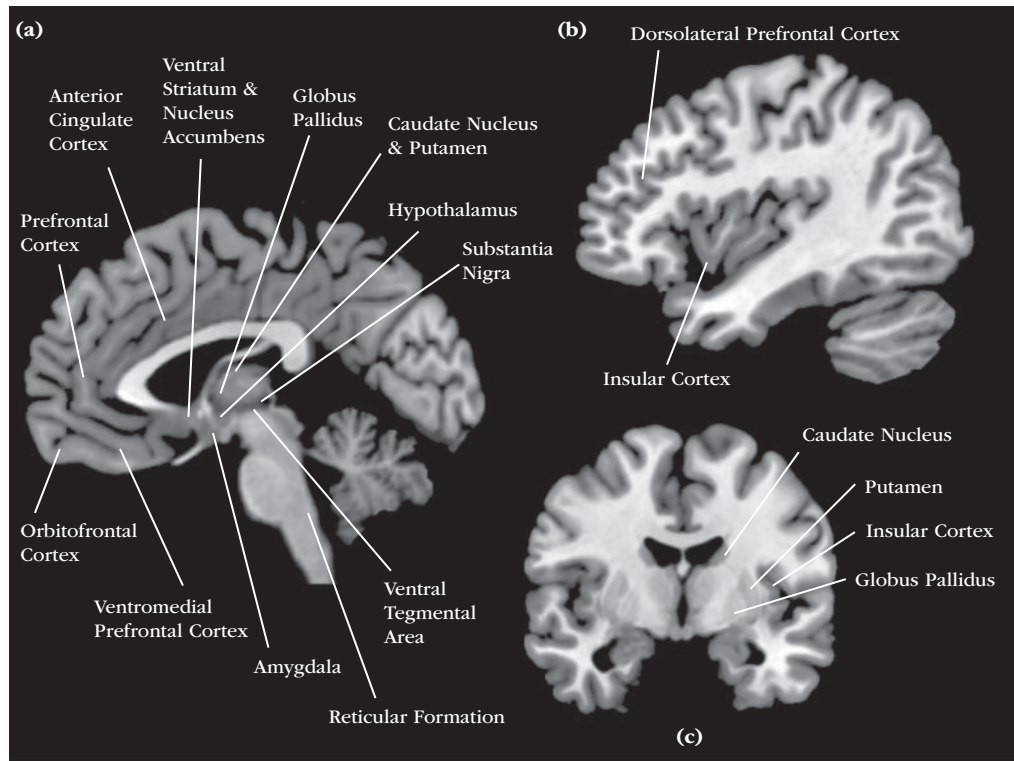 (a)
Ventral
Striatum &
Nucleus
Accumbens
Anterior
Cingulate
Cortex
Globus
Pallidus
Caudate Nucleus
& Putamen
Prefrontal
Cortex
Hypothalamus
Substantia
Nigra
Orbitofrontal
Cortex
Ventromedial
Prefrontal Cortex
Amygdala
Ventral
Tegmental
Area
Reticular Formation
(b)
Dorsolateral Prefrontal Cortex
Insular Cortex
Caudate Nucleus
Putamen
Insular Cortex
Globus Pallidus
(c)